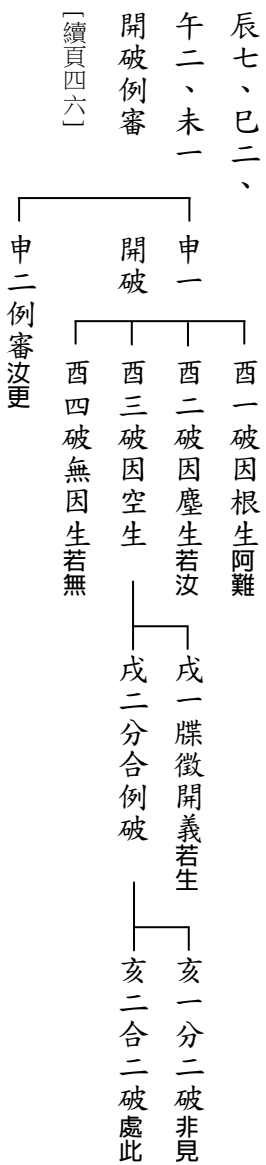 辰七、巳二、
午二、未一
開破例審
［續頁四六］
申一
開破
酉一破因根生阿難
酉二破因塵生若汝
酉三破因空生
戌一牒徵開義若生
戌二分合例破
亥一分二破非見
亥二合二破處此
酉四破無因生若無
申二例審汝更